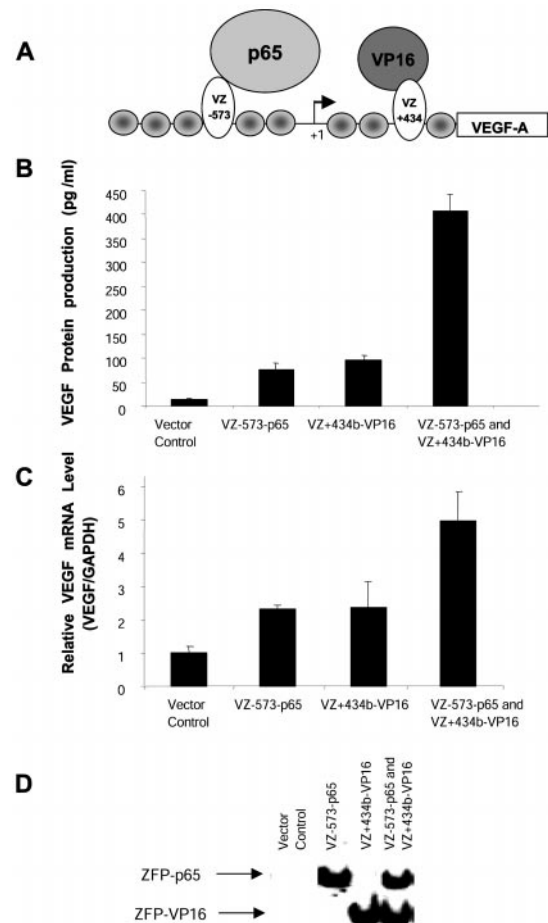 A
p65
VP16
VZ
-573
VZ
+434
+1
VEGF-A
B
VEGF Protein production (pg /ml)
450
400
350
300
250
200
150
100
50
0
Vector
Control
VZ-573-p65
VZ+434b-VP16
VZ-573-p65 and
VZ+434b-VP16
C
Relative VEGF mRNA Level
(VEGF/GAPDH)
6
5
4
3
2
1
0
Vector
Control
VZ-573-p65
VZ+434b-VP16
VZ-573-p65 and
VZ+434b-VP16
D
Vector
Control
VZ-573-p65
VZ+434b-VP16
VZ-573-p65 and
VZ+434b-VP16
ZFP-p65
ZFP-VP16